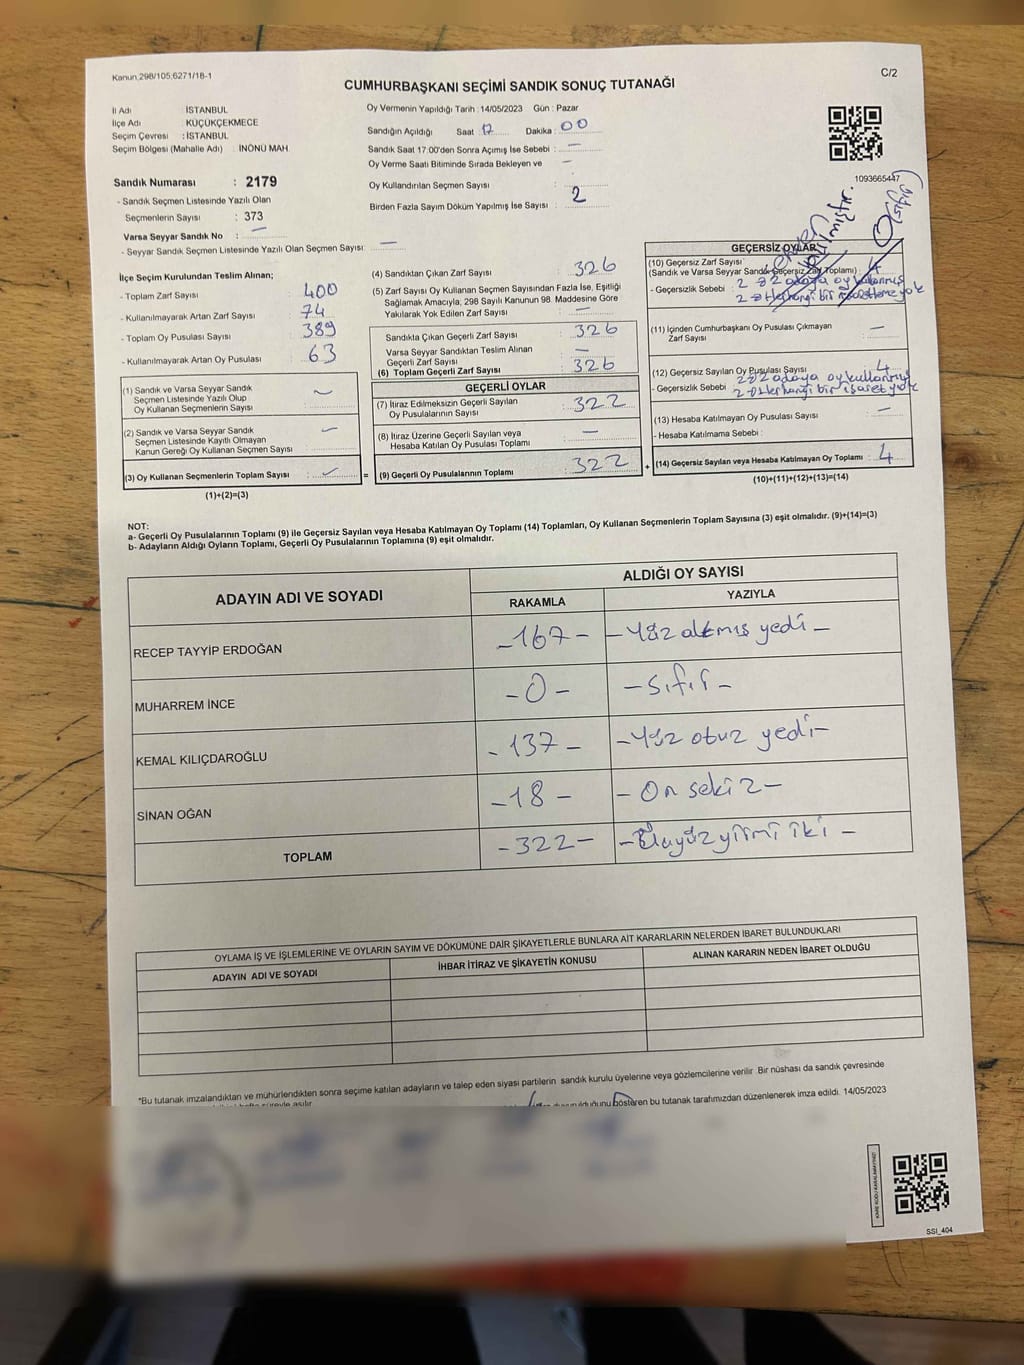 Kanun.298/105;6271/18-1
C/2
CUMHURBAŞKANI SEÇİMİ SANDIK SONUÇ TUTANAĞI
İl Adı İSTANBUL
İlçe Adı KÜÇÜKÇEKMECE
Seçim Çevresi : İSTANBUL
Seçim Bölgesi (Mahalle Adı) : İNÖNÜ MAH.
Sandık Numarası : 2179
- Sandık Seçmen Listesinde Yazılı Olan
Seçmenlerin Sayısı : 373
Varsa Seyyar Sandık No : —
- Seyyar Sandık Seçmen Listesinde Yazılı Olan Seçmen Sayısı: —
Oy Vermenin Yapıldığı Tarih : 14/05/2023 Gün : Pazar
Sandığın Açıldığı Saat 17 Dakika : 00
Sandık Saat 17.00'den Sonra Açımış İse Sebebi : —
Oy Verme Saati Bitiminde Sırada Bekleyen ve —
Oy Kullandırılan Seçmen Sayısı :
Birden Fazla Sayım Döküm Yapılmış İse Sayısı : 2
1093665447
İlçe Seçim Kurulundan Teslim Alınan;
- Toplam Zarf Sayısı : 400
- Kullanılmayarak Artan Zarf Sayısı : 74
- Toplam Oy Pusulası Sayısı : 389
- Kullanılmayarak Artan Oy Pusulası : 63
(1) Sandık ve Varsa Seyyar Sandık
Seçmen Listesinde Yazılı Olup
Oy Kullanan Seçmenlerin Sayısı : —
(2) Sandık ve Varsa Seyyar Sandık
Seçmen Listesinde Kayıtlı Olmayan
Kanun Gereği Oy Kullanan Seçmen Sayısı —
(3) Oy Kullanan Seçmenlerin Toplam Sayısı :
(1)+(2)=(3)
(4) Sandıktan Çıkan Zarf Sayısı : 326
(5) Zarf Sayısı Oy Kullanan Seçmen Sayısından Fazla İse, Eşitliği
Sağlamak Amacıyla, 298 Sayılı Kanunun 98. Maddesine Göre
Yakılarak Yok Edilen Zarf Sayısı : —
Sandıkta Çıkan Geçerli Zarf Sayısı : 326
Varsa Seyyar Sandıktan Teslim Alınan
Geçerli Zarf Sayısı : —
(6) Toplam Geçerli Zarf Sayısı : 326
GEÇERLİ OYLAR
(7) İtiraz Edilmeksizin Geçerli Sayılan
Oy Pusulalarının Sayısı : 322
(8) İtiraz Üzerine Geçerli Sayılan veya
Hesaba Katılan Oy Pusulası Toplamı : —
= (9) Geçerli Oy Pusulalarının Toplamı : 322
GEÇERSİZ OYLAR
(10) Geçersiz Zarf Sayısı 4
(Sandık ve Varsa Seyyar Sandık Geçersiz Zarf Toplamı) :
- Geçersizlik Sebebi : 2 si 2 adaya oy kullanmış
2 si Herhangi bir yok
(11) İçinden Cumhurbaşkanı Oy Pusulası Çıkmayan
Zarf Sayısı : —
(12) Geçersiz Sayılan Oy Pusulası Sayısı : 4
- Geçersizlik Sebebi : 2 si 2 adaya oy kullanmış
2 si Herhangi bir işaret yok
(13) Hesaba Katılmayan Oy Pusulası Sayısı : —
- Hesaba Katılmama Sebebi :
+ (14) Geçersiz Sayılan veya Hesaba Katılmayan Oy Toplamı : 4
(10)+(11)+(12)+(13)=(14)
NOT:
a- Geçerli Oy Pusulalarının Toplamı (9) ile Geçersiz Sayılan veya Hesaba Katılmayan Oy Toplamı (14) Toplamları, Oy Kullanan Seçmenlerin Toplam Sayısına (3) eşit olmalıdır. (9)+(14)=(3)
b- Adayların Aldığı Oyların Toplamı, Geçerli Oy Pusulalarının Toplamına (9) eşit olmalıdır.
ADAYIN ADI VE SOYADI ALDIĞI OY SAYISI
RAKAMLA YAZIYLA
RECEP TAYYİP ERDOĞAN -167- -Yüz altmış yedi-
MUHARREM İNCE -0- -Sıfır-
KEMAL KILIÇDAROĞLU -137- -Yüz otuz yedi-
SİNAN OĞAN -18- -On sekiz-
TOPLAM -322- -Üçyüz yirmi iki-
OYLAMA İŞ VE İŞLEMLERİNE VE OYLARIN SAYIM VE DÖKÜMÜNE DAİR ŞİKAYETLERLE BUNLARA AİT KARARLARIN NELERDEN İBARET BULUNDUKLARI
ADAYIN ADI VE SOYADI İHBAR İTİRAZ VE ŞİKAYETİN KONUSU ALINAN KARARIN NEDEN İBARET OLDUĞU
*Bu tutanak imzalandıktan ve mühürlendikten sonra seçime katılan adayların ve talep eden siyasi partilerin sandık kurulu üyelerine veya gözlemcilerine verilir. Bir nüshası da sandık çevresinde
gösteren bu tutanak tarafımızdan düzenlenerek imza edildi. 14/05/2023
SSI_404